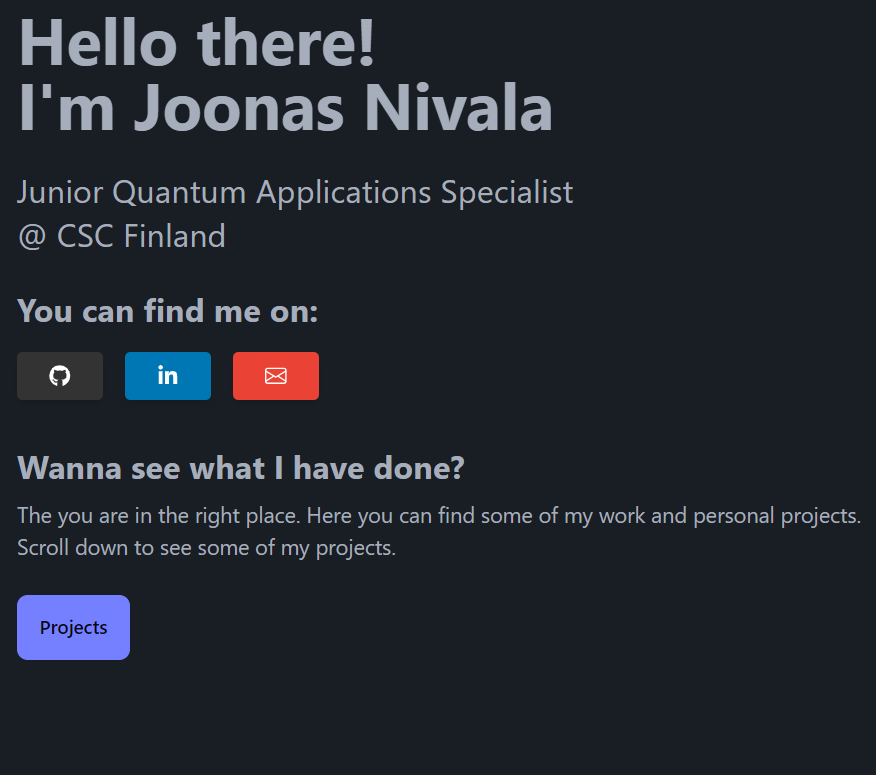 Hello there!
I'm Joonas Nivala
Junior Quantum Applications Specialist
@ CSC Finland
You can find me on:
in
Wanna see what I have done?
The you are in the right place. Here you can find some of my work and personal projects.
Scroll down to see some of my projects.
Projects